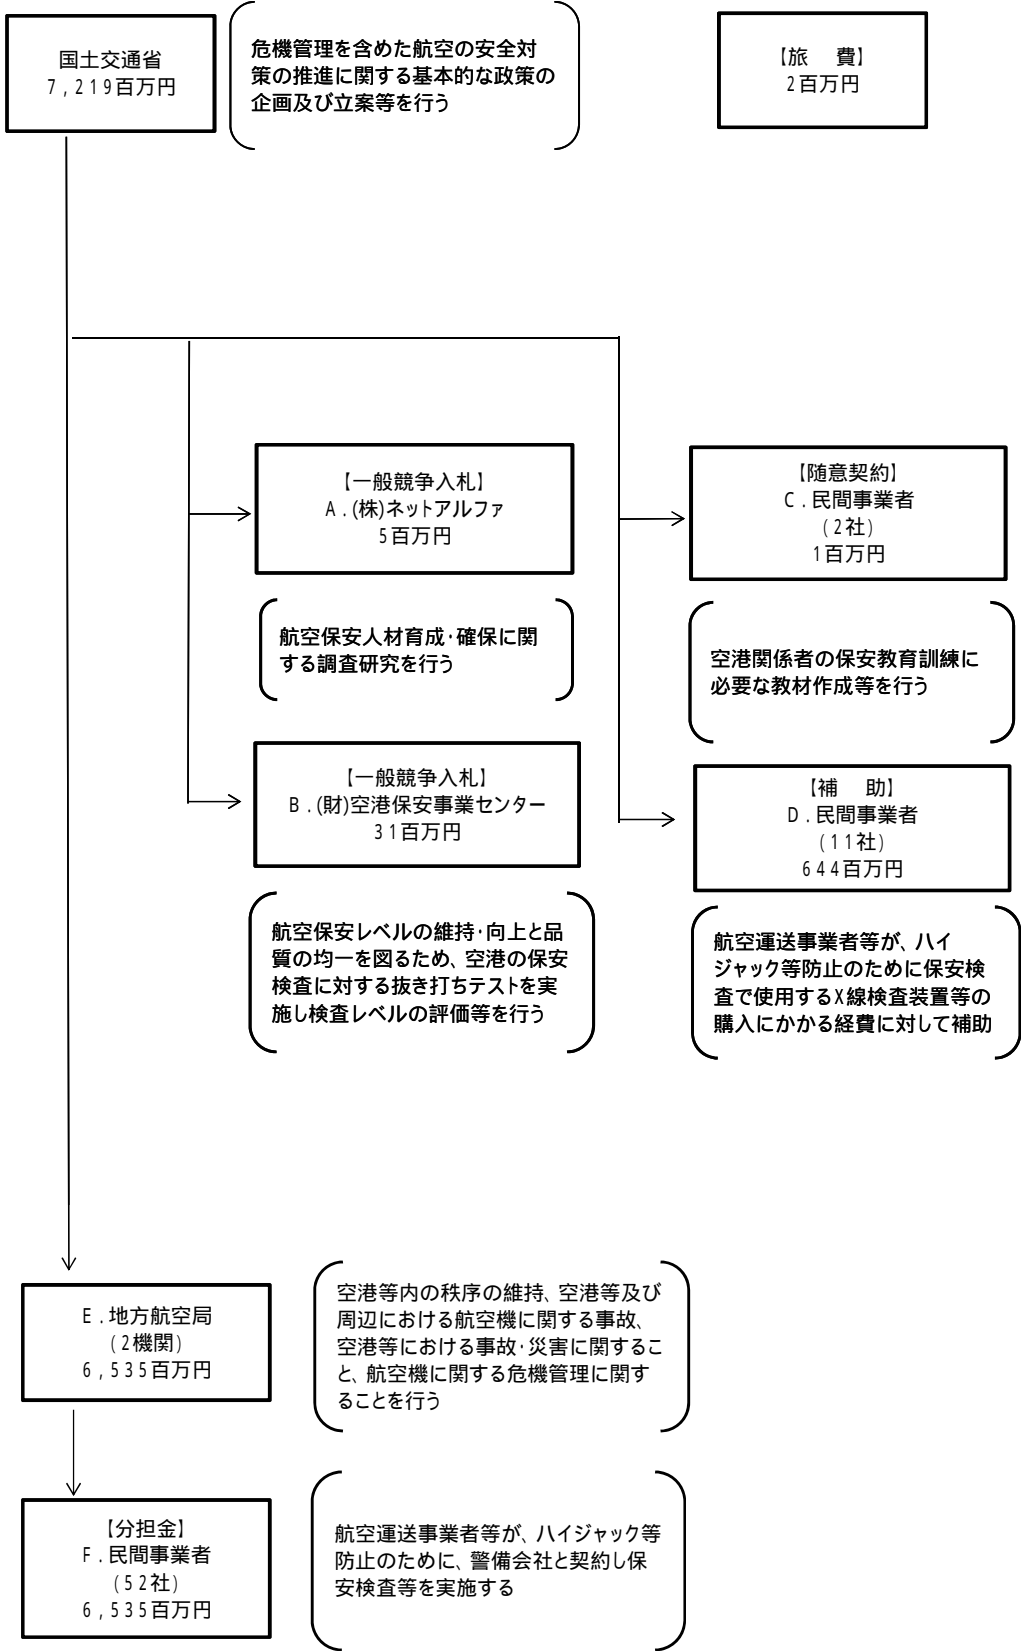 国土交通省
7,219百万円
危機管理を含めた航空の安全対
策の推進に関する基本的な政策の
企画及び立案等を行う
【旅　費】
2百万円
【一般競争入札】
A.(株)ネットアルファ
5百万円
航空保安人材育成・確保に関
する調査研究を行う
【随意契約】
C.民間事業者
(2社)
1百万円
空港関係者の保安教育訓練に
必要な教材作成等を行う
【一般競争入札】
B.(財)空港保安事業センター
31百万円
航空保安レベルの維持・向上と品
質の均一を図るため、空港の保安
検査に対する抜き打ちテストを実
施し検査レベルの評価等を行う
【補　助】
D.民間事業者
(11社)
644百万円
航空運送事業者等が、ハイ
ジャック等防止のために保安検
査で使用するX線検査装置等の
購入にかかる経費に対して補助
E.地方航空局
(2機関)
6,535百万円
空港等内の秩序の維持、空港等及び
周辺における航空機に関する事故、
空港等における事故・災害に関するこ
と、航空機に関する危機管理に関す
ることを行う
【分担金】
F.民間事業者
(52社)
6,535百万円
航空運送事業者等が、ハイジャック等
防止のために、警備会社と契約し保
安検査等を実施する